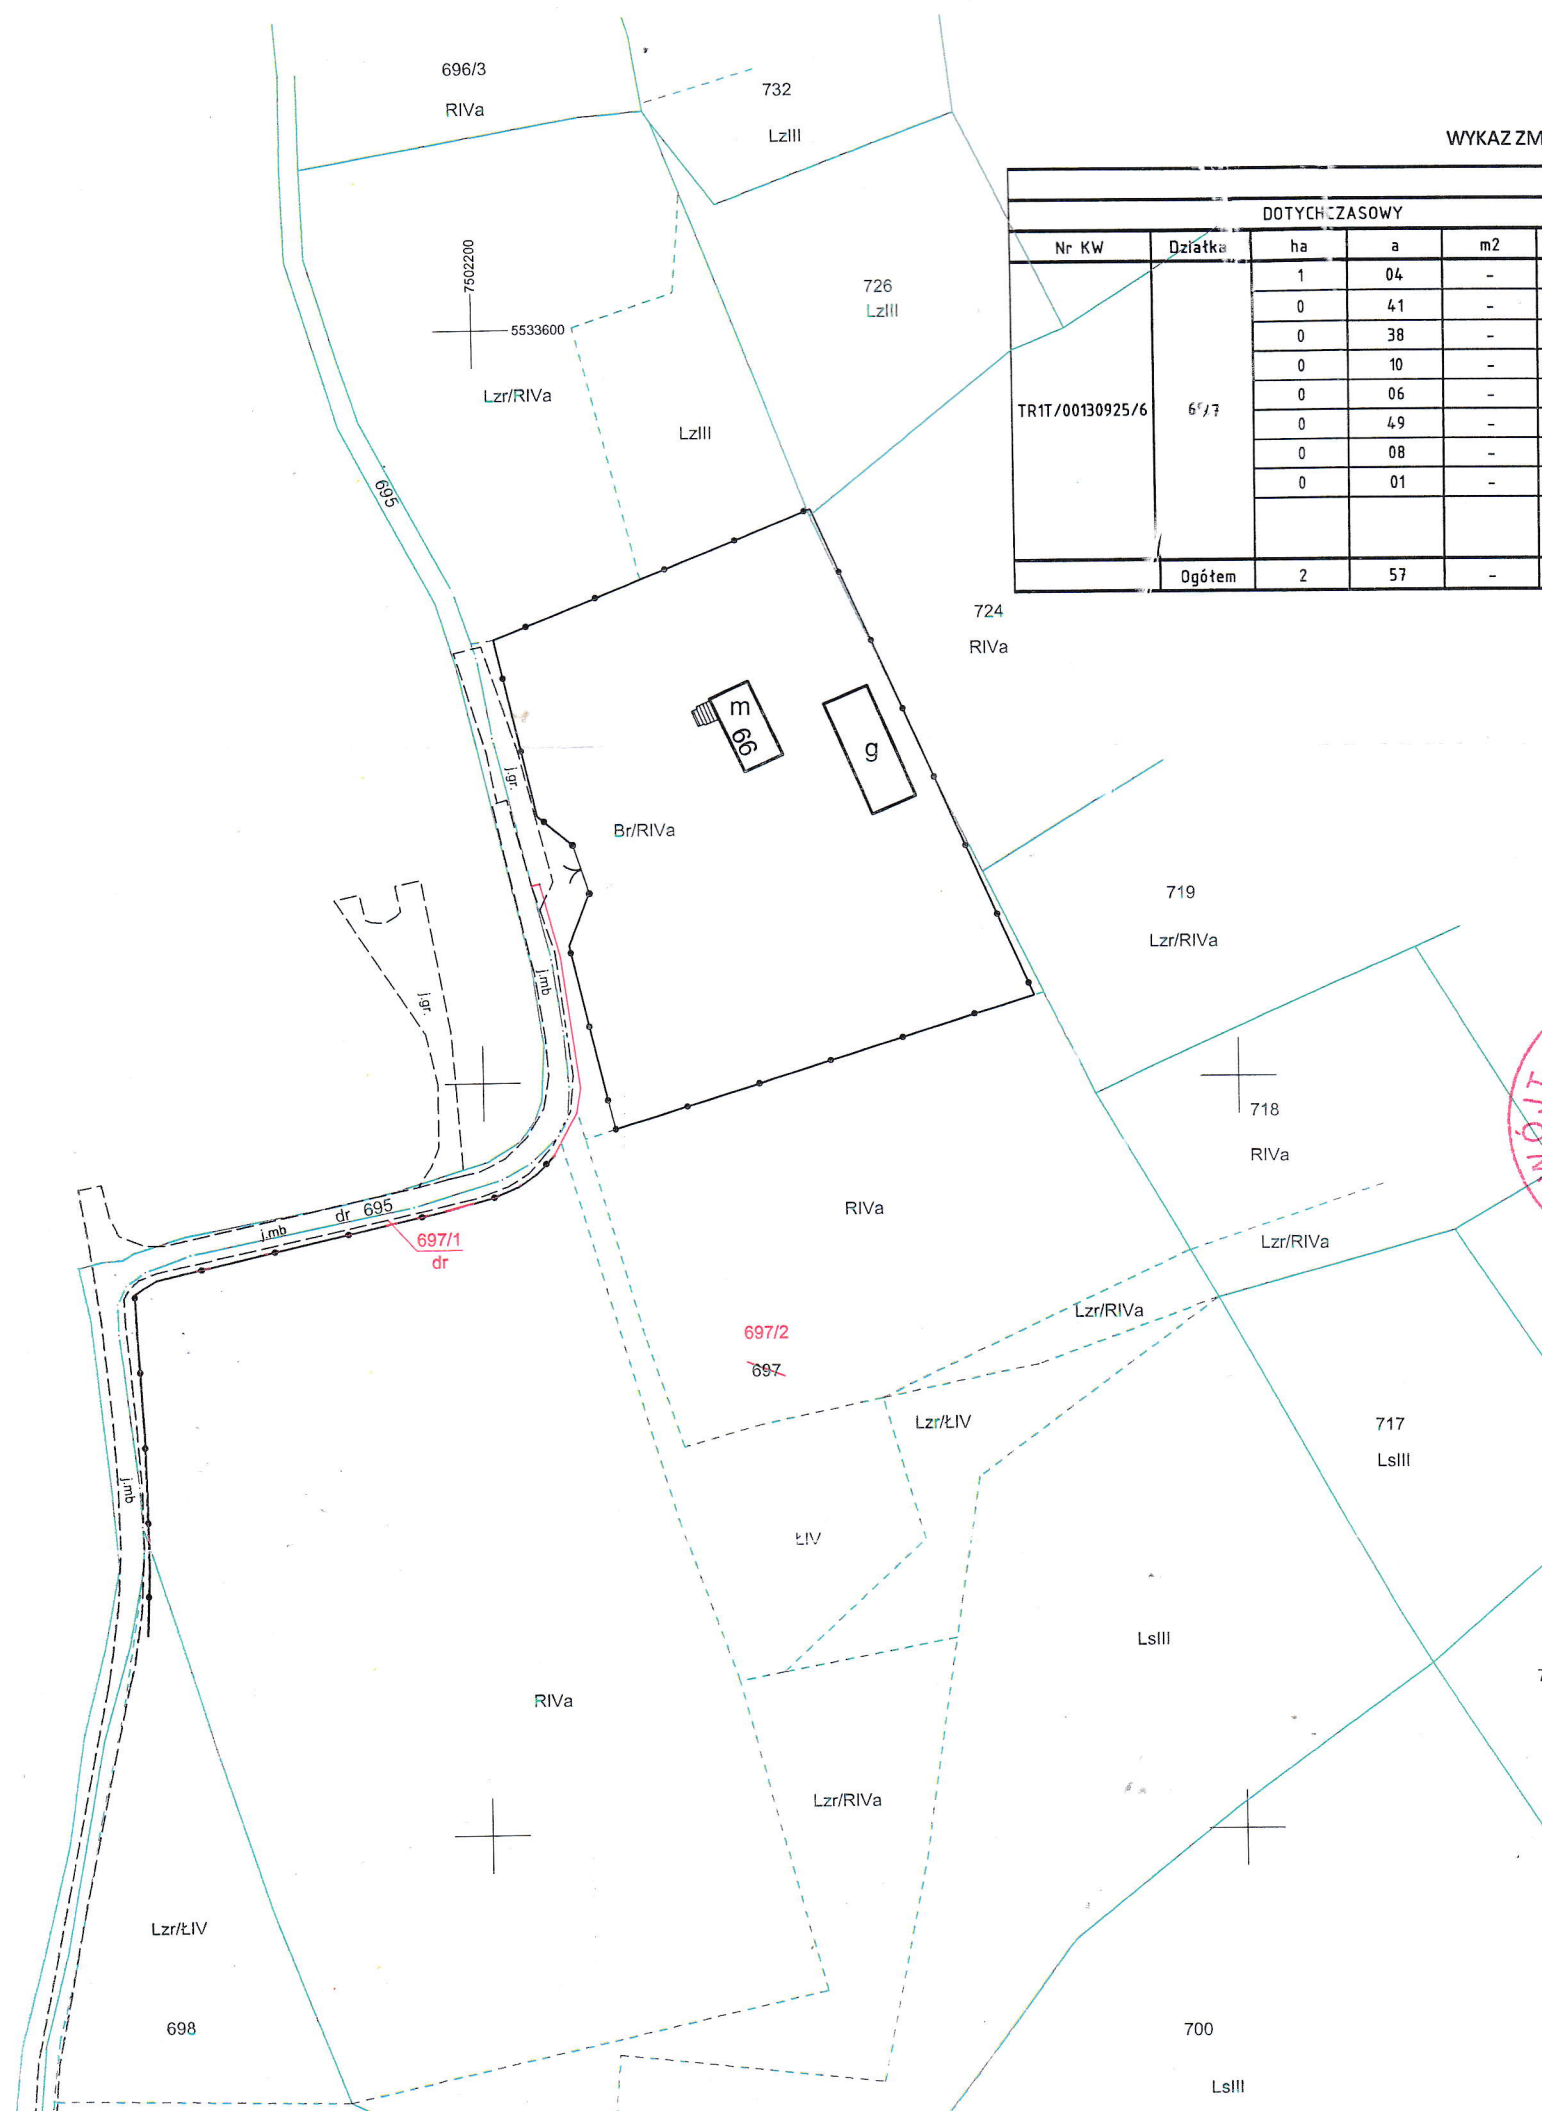 696/3
RIVa
732
LzIII
WYKAZ ZM
DOTYCHCZASOWY
Nr KW Działka ha a m2
1 04 -
0 41 -
0 38 -
0 10 -
0 06 -
TR1T/00130925/6
0 49 -
0 08 -
0 01 -
Ogółem 2 57 -
7502200
5533600
726
LzIII
Lzr/RIVa
LzIII
695
724
RIVa
m
66
g
j.gr.
Br/RIVa
719
Lzr/RIVa
j.gr.
j.mb
718
RIVa
WÓJT
dr 695
j.mb
697/1
dr
RIVa
Lzr/RIVa
Lzr/RIVa
697/2
697
Lzr/ŁIV
717
LsIII
j.mb
ŁIV
LsIII
RIVa
Lzr/RIVa
Lzr/ŁIV
698
700
LsIII